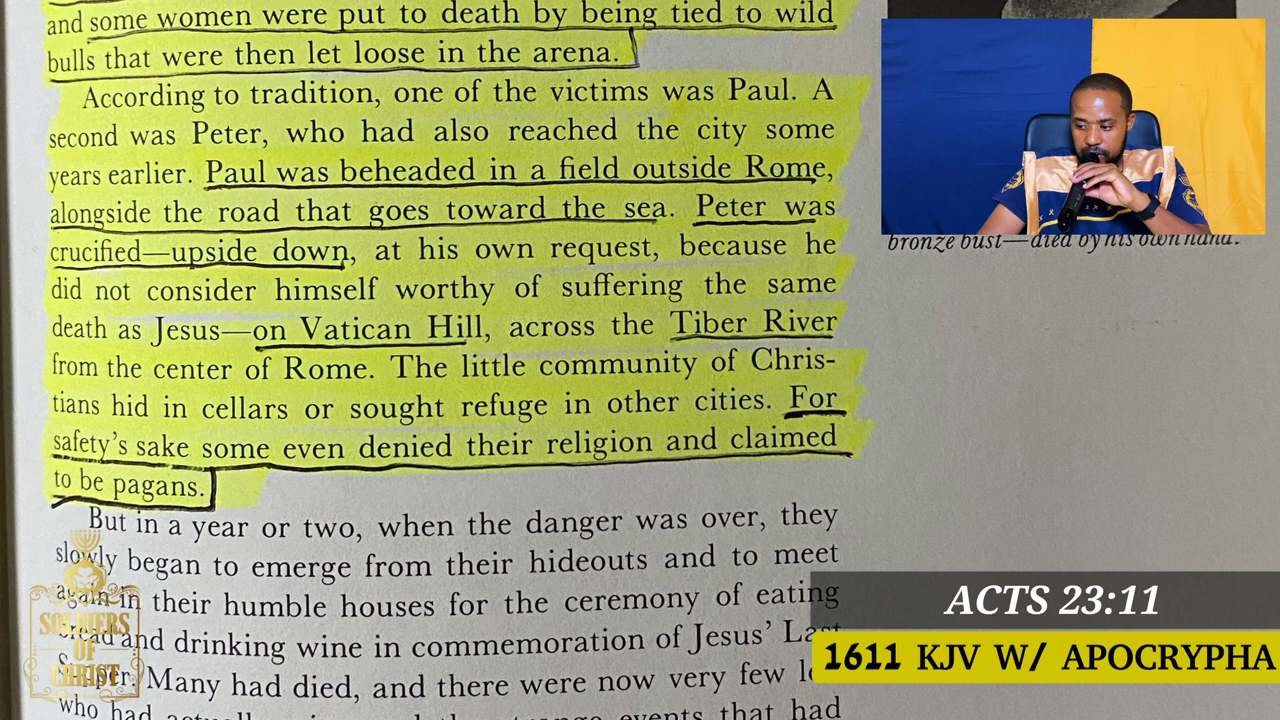 and some women were put to death by being tied to wild
bulls that were then let loose in the arena.
According to tradition, one of the victims was Paul. A
second was Peter, who had also reached the city some
years earlier. Paul was beheaded in a field outside Rome,
alongside the road that goes toward the sea. Peter was
crucified—upside down, at his own request, because he
did not consider himself worthy of suffering the same
death as Jesus—on Vatican Hill, across the Tiber River
from the center of Rome. The little community of Chris-
tians hid in cellars or sought refuge in other cities. For
safety's sake some even denied their religion and claimed
to be pagans.
But in a year or two, when the danger was over, they
slowly began to emerge from their hideouts and to meet
again in their humble houses for the ceremony of eating
bread and drinking wine in commemoration of Jesus' Last
Many had died, and there were now very few
who had events that had
bronze bust—died by his own hand.
SOLDIERS
OF
CHRIST
ACTS 23:11
1611 KJV W/ APOCRYPHA